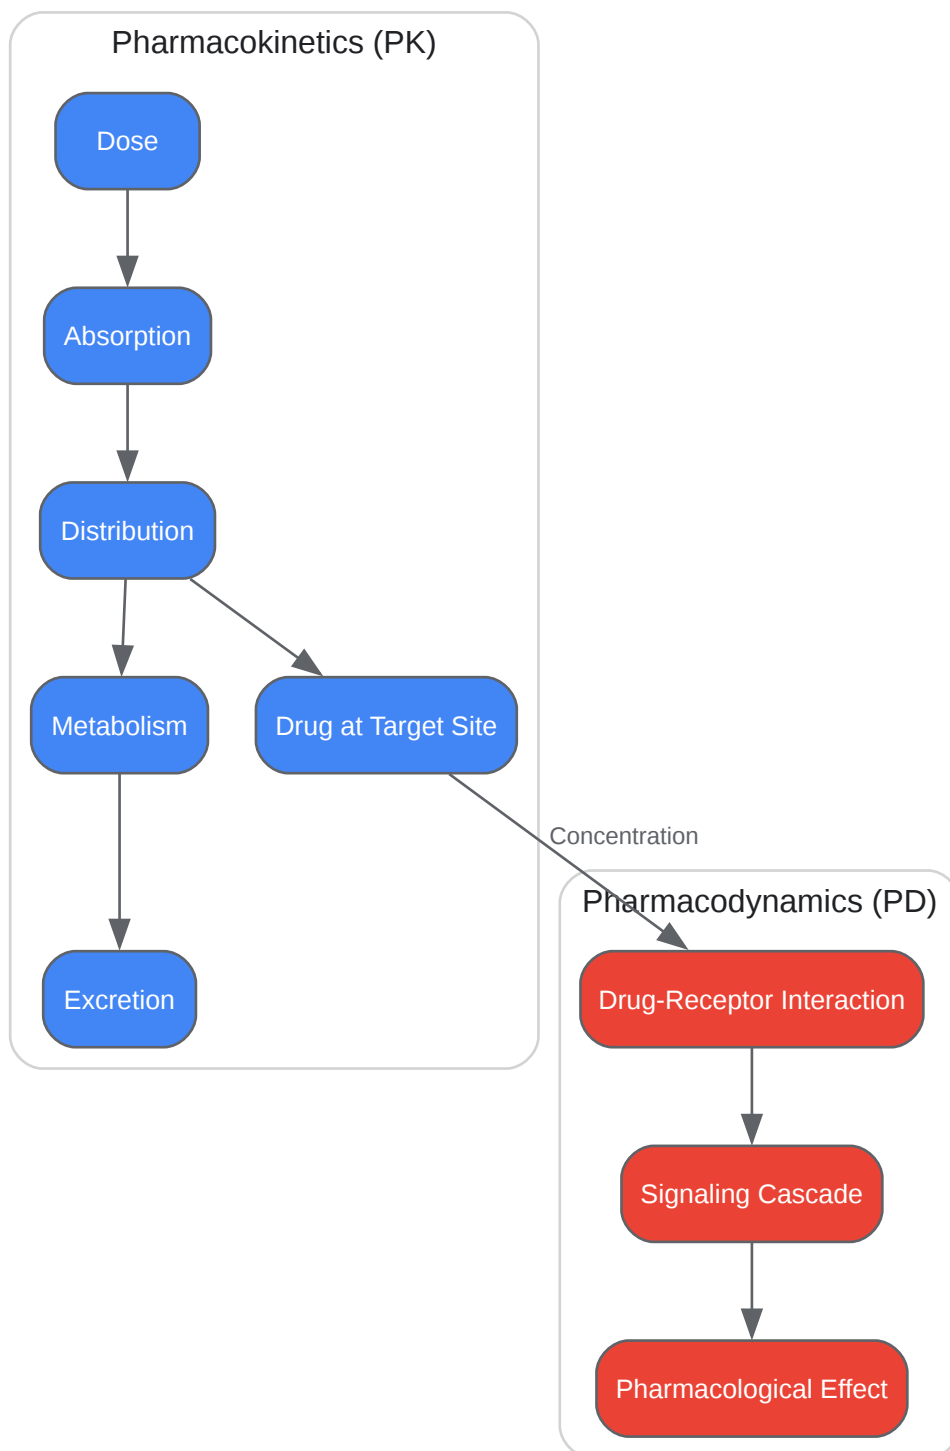 Pharmacokinetics (PK)
Dose
Absorption
Distribution
Metabolism
Drug at Target Site
Concentration
Excretion
Pharmacodynamics (PD)
Drug-Receptor Interaction
Signaling Cascade
Pharmacological Effect